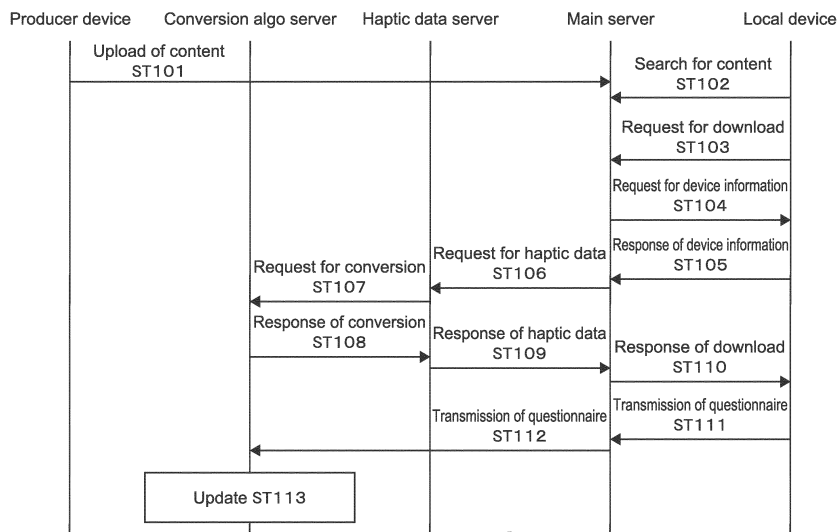 Producer device
Conversion algo server
Haptic data server
Main server
Local device
Upload of content
ST101
Search for content
ST102
Request for download
ST103
Request for device information
ST104
Response of device information
ST105
Request for haptic data
ST106
Request for conversion
ST107
Response of conversion
ST108
Response of haptic data
ST109
Response of download
ST110
Transmission of questionnaire
ST111
Transmission of questionnaire
ST112
Update ST113